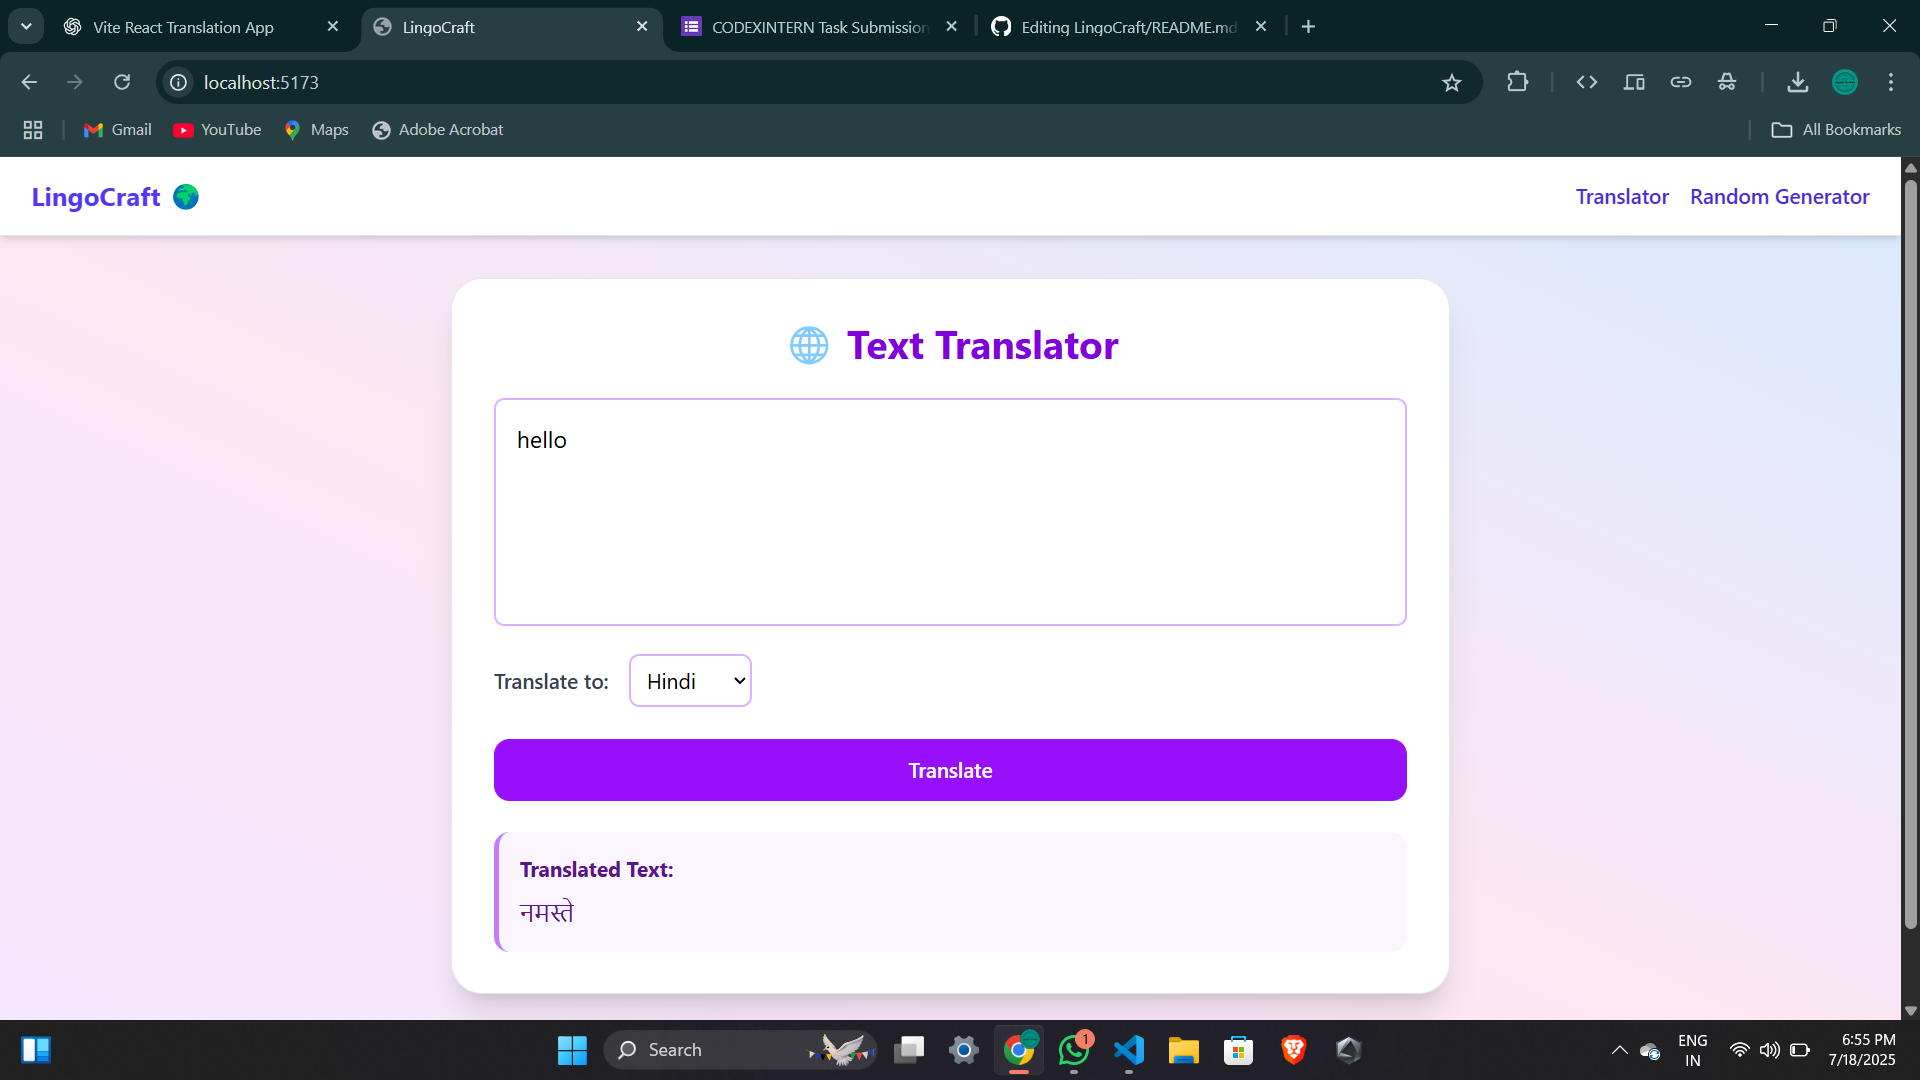 Vite React Translation App
LingoCraft
CODEXINTERN Task Submission
Editing LingoCraft/README.md
localhost:5173
Gmail
YouTube
Maps
Adobe Acrobat
All Bookmarks
LingoCraft
Translator
Random Generator
Text Translator
hello
Translate to:
Hindi
Translate
Translated Text:
नमस्ते
Search
1
ENG
IN
6:55 PM
7/18/2025